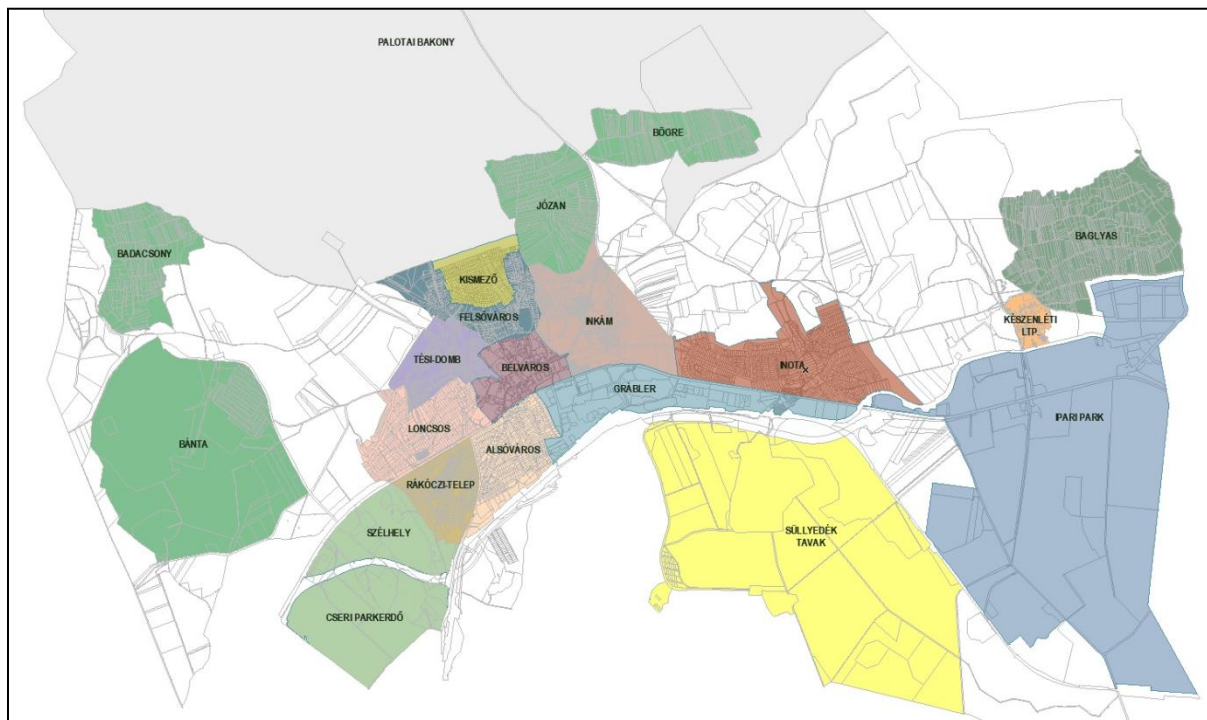 PALOTAI BAKONY
BÖGRE
JÓZAN
BADACSONY
BAGLYAS
KISMEZŐ
FELSŐVÁROS
INKÁM
KÉSZENLÉTI
LTP.
TÉSI-DOMB
BELVÁROS
INOTA
GRÁBLER
LONCSOS
IPARI PARK
BÁNTA
ALSÓVÁROS
RÁKÓCZI-TELEP
SZÉLHELY
SÜLLYEDÉK
TAVAK
CSERI PARKERDŐ